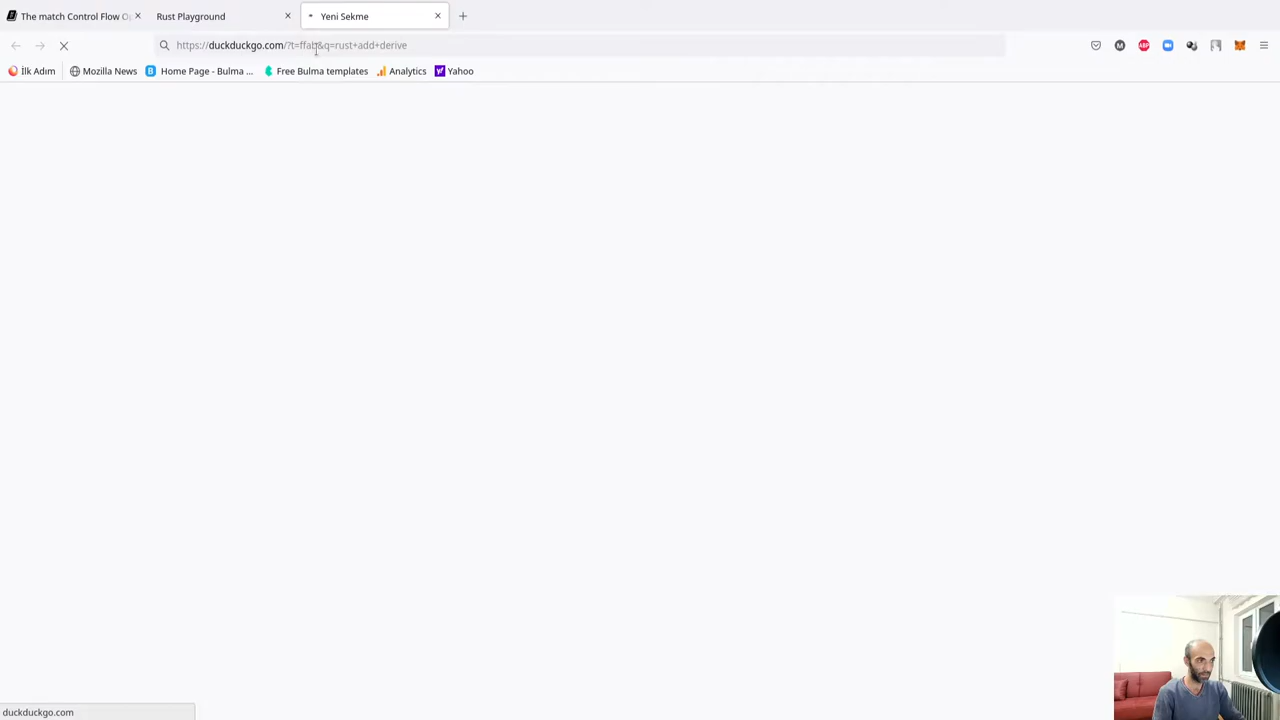 The match Control Flow Op
Rust Playground
Yeni Sekme
https://duckduckgo.com/?t=ffab&q=rust+add+derive
İlk Adım
Mozilla News
Home Page - Bulma ...
Free Bulma templates
Analytics
Yahoo
duckduckgo.com